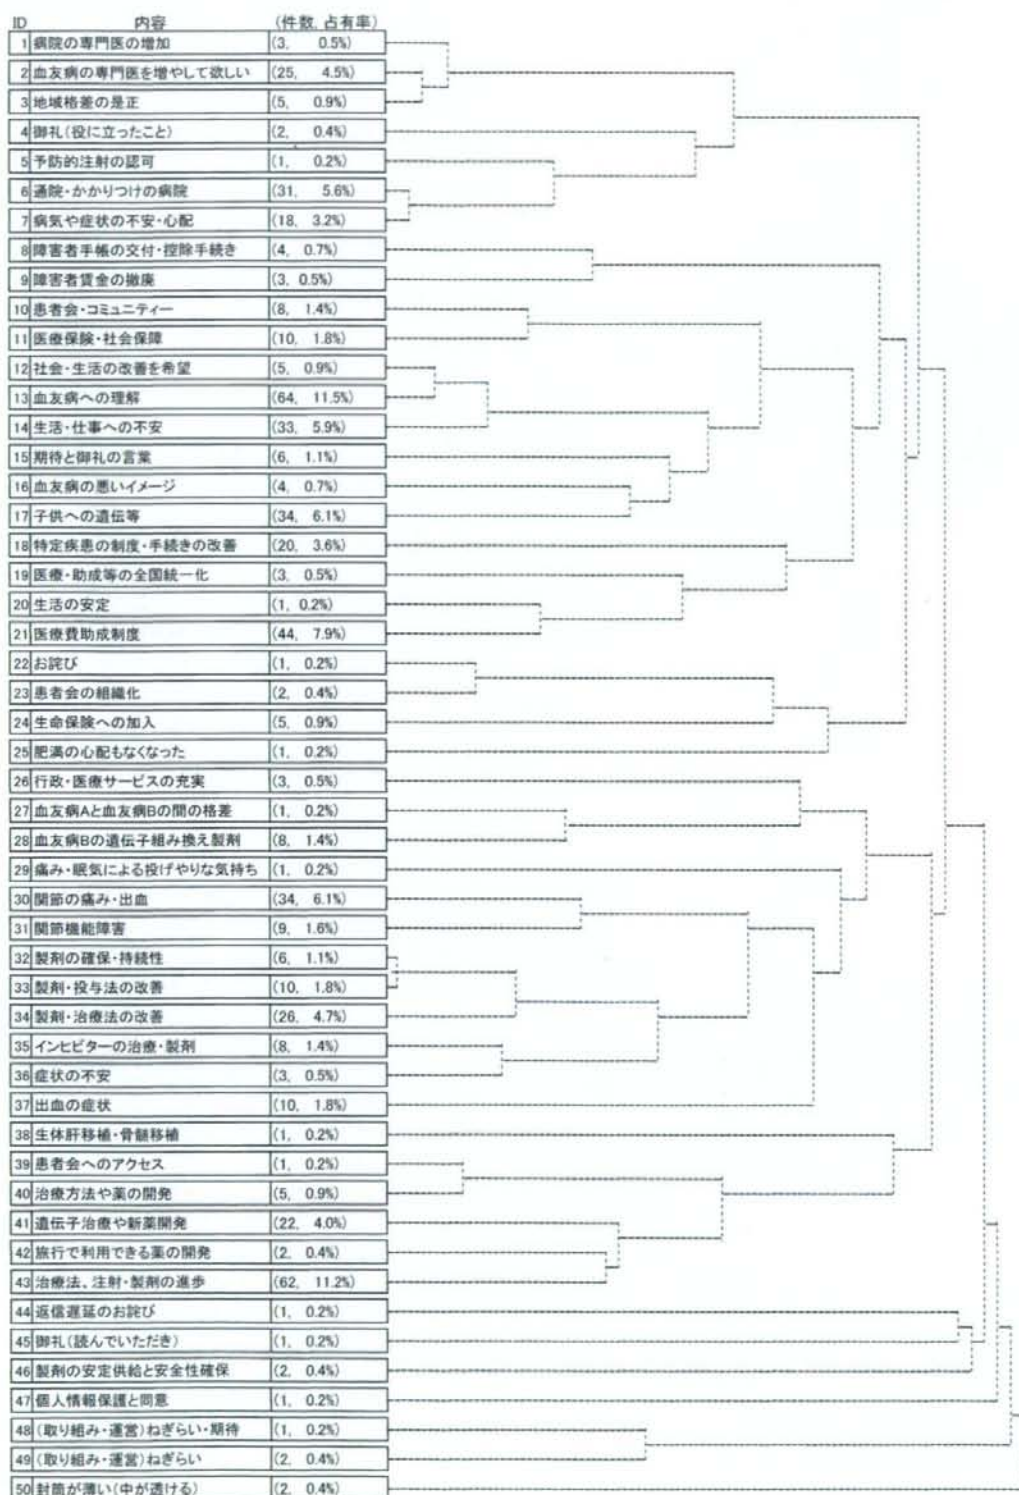 ID 内容 (件数, 占有率)
1 病院の専門医の増加 (3, 0.5%)
2 血友病の専門医を増やして欲しい (25, 4.5%)
3 地域格差の是正 (5, 0.9%)
4 御礼(役に立ったこと) (2, 0.4%)
5 予防的注射の認可 (1, 0.2%)
6 通院・かかりつけの病院 (31, 5.6%)
7 病気や症状の不安・心配 (18, 3.2%)
8 障害者手帳の交付・控除手続き (4, 0.7%)
9 障害者賃金の撤廃 (3, 0.5%)
10 患者会・コミュニティー (8, 1.4%)
11 医療保険・社会保障 (10, 1.8%)
12 社会・生活の改善を希望 (5, 0.9%)
13 血友病への理解 (64, 11.5%)
14 生活・仕事への不安 (33, 5.9%)
15 期待と御礼の言葉 (6, 1.1%)
16 血友病の悪いイメージ (4, 0.7%)
17 子供への遺伝等 (34, 6.1%)
18 特定疾患の制度・手続きの改善 (20, 3.6%)
19 医療・助成等の全国統一化 (3, 0.5%)
20 生活の安定 (1, 0.2%)
21 医療費助成制度 (44, 7.9%)
22 お詫び (1, 0.2%)
23 患者会の組織化 (2, 0.4%)
24 生命保険への加入 (5, 0.9%)
25 肥満の心配もなくなった (1, 0.2%)
26 行政・医療サービスの充実 (3, 0.5%)
27 血友病Aと血友病Bの間の格差 (1, 0.2%)
28 血友病Bの遺伝子組み換え製剤 (8, 1.4%)
29 痛み・眠気による投げやりな気持ち (1, 0.2%)
30 関節の痛み・出血 (34, 6.1%)
31 関節機能障害 (9, 1.6%)
32 製剤の確保・持続性 (6, 1.1%)
33 製剤・投与法の改善 (10, 1.8%)
34 製剤・治療法の改善 (26, 4.7%)
35 インヒビターの治療・製剤 (8, 1.4%)
36 症状の不安 (3, 0.5%)
37 出血の症状 (10, 1.8%)
38 生体肝移植・骨髄移植 (1, 0.2%)
39 患者会へのアクセス (1, 0.2%)
40 治療方法や薬の開発 (5, 0.9%)
41 遺伝子治療や新薬開発 (22, 4.0%)
42 旅行で利用できる薬の開発 (2, 0.4%)
43 治療法、注射・製剤の進歩 (62, 11.2%)
44 返信遅延のお詫び (1, 0.2%)
45 御礼(読んでいただき) (1, 0.2%)
46 製剤の安定供給と安全性確保 (2, 0.4%)
47 個人情報保護と同意 (1, 0.2%)
48 (取り組み・運営)ねぎらい・期待 (1, 0.2%)
49 (取り組み・運営)ねぎらい (2, 0.4%)
50 封筒が薄い(中が透ける) (2, 0.4%)